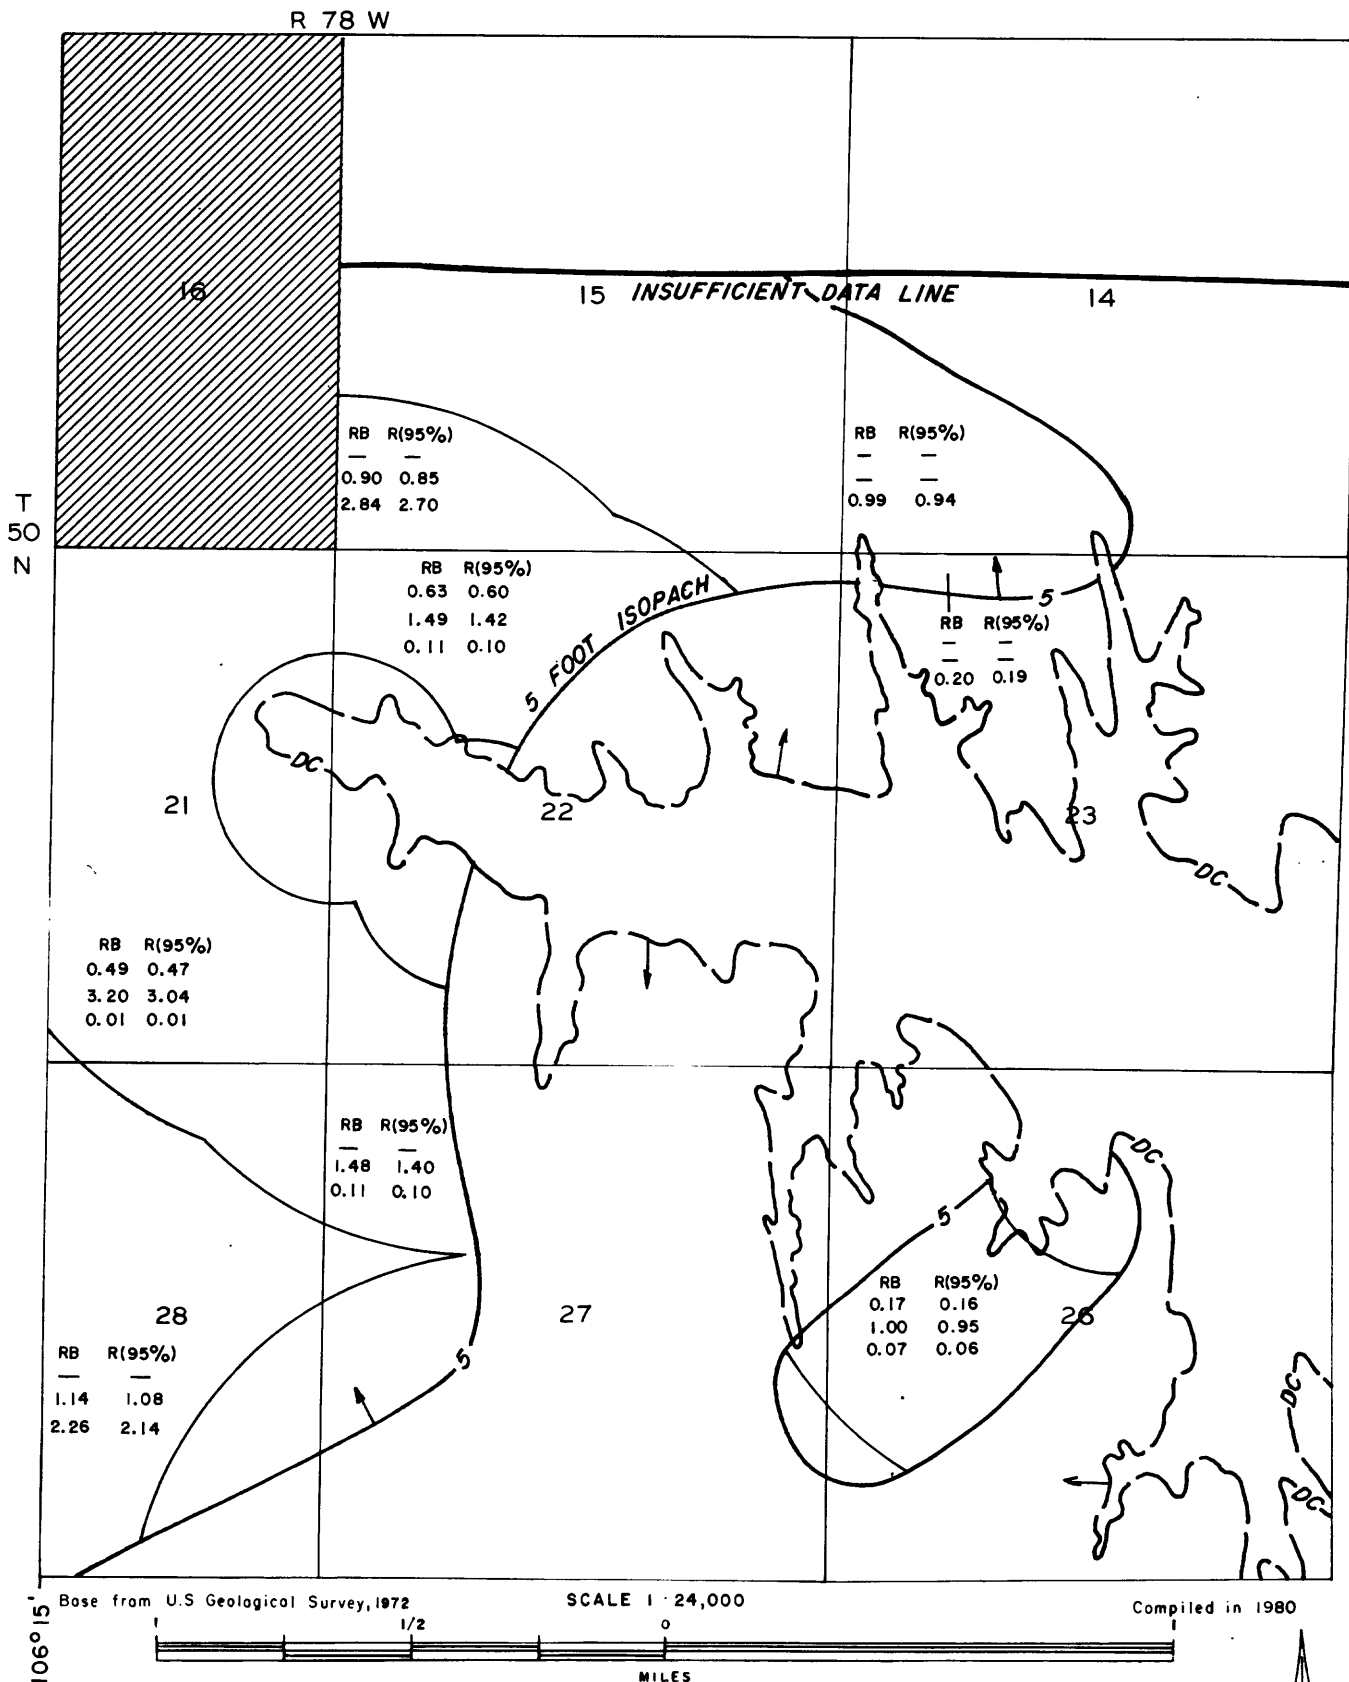 R 78 W
16
15 INSUFFICIENT DATA LINE 14
RB R(95%)
— —
0.90 0.85
2.84 2.70
RB R(95%)
— —
— —
0.99 0.94
T
50
N
RB R(95%)
0.63 0.60
1.49 1.42
0.11 0.10
5 FOOT ISOPACH
5
RB R(95%)
— —
— —
0.20 0.19
DC
21
22
23
DC
RB R(95%)
0.49 0.47
3.20 3.04
0.01 0.01
RB R(95%)
— —
1.48 1.40
0.11 0.10
DC
5
RB R(95%)
0.17 0.16
1.00 0.95
0.07 0.06
28
27
26
RB R(95%)
— —
1.14 1.08
2.26 2.14
5
DC
DC
106° 15'
Base from U.S Geological Survey, 1972
SCALE 1 : 24,000
Compiled in 1980
1 1/2 0 1
MILES